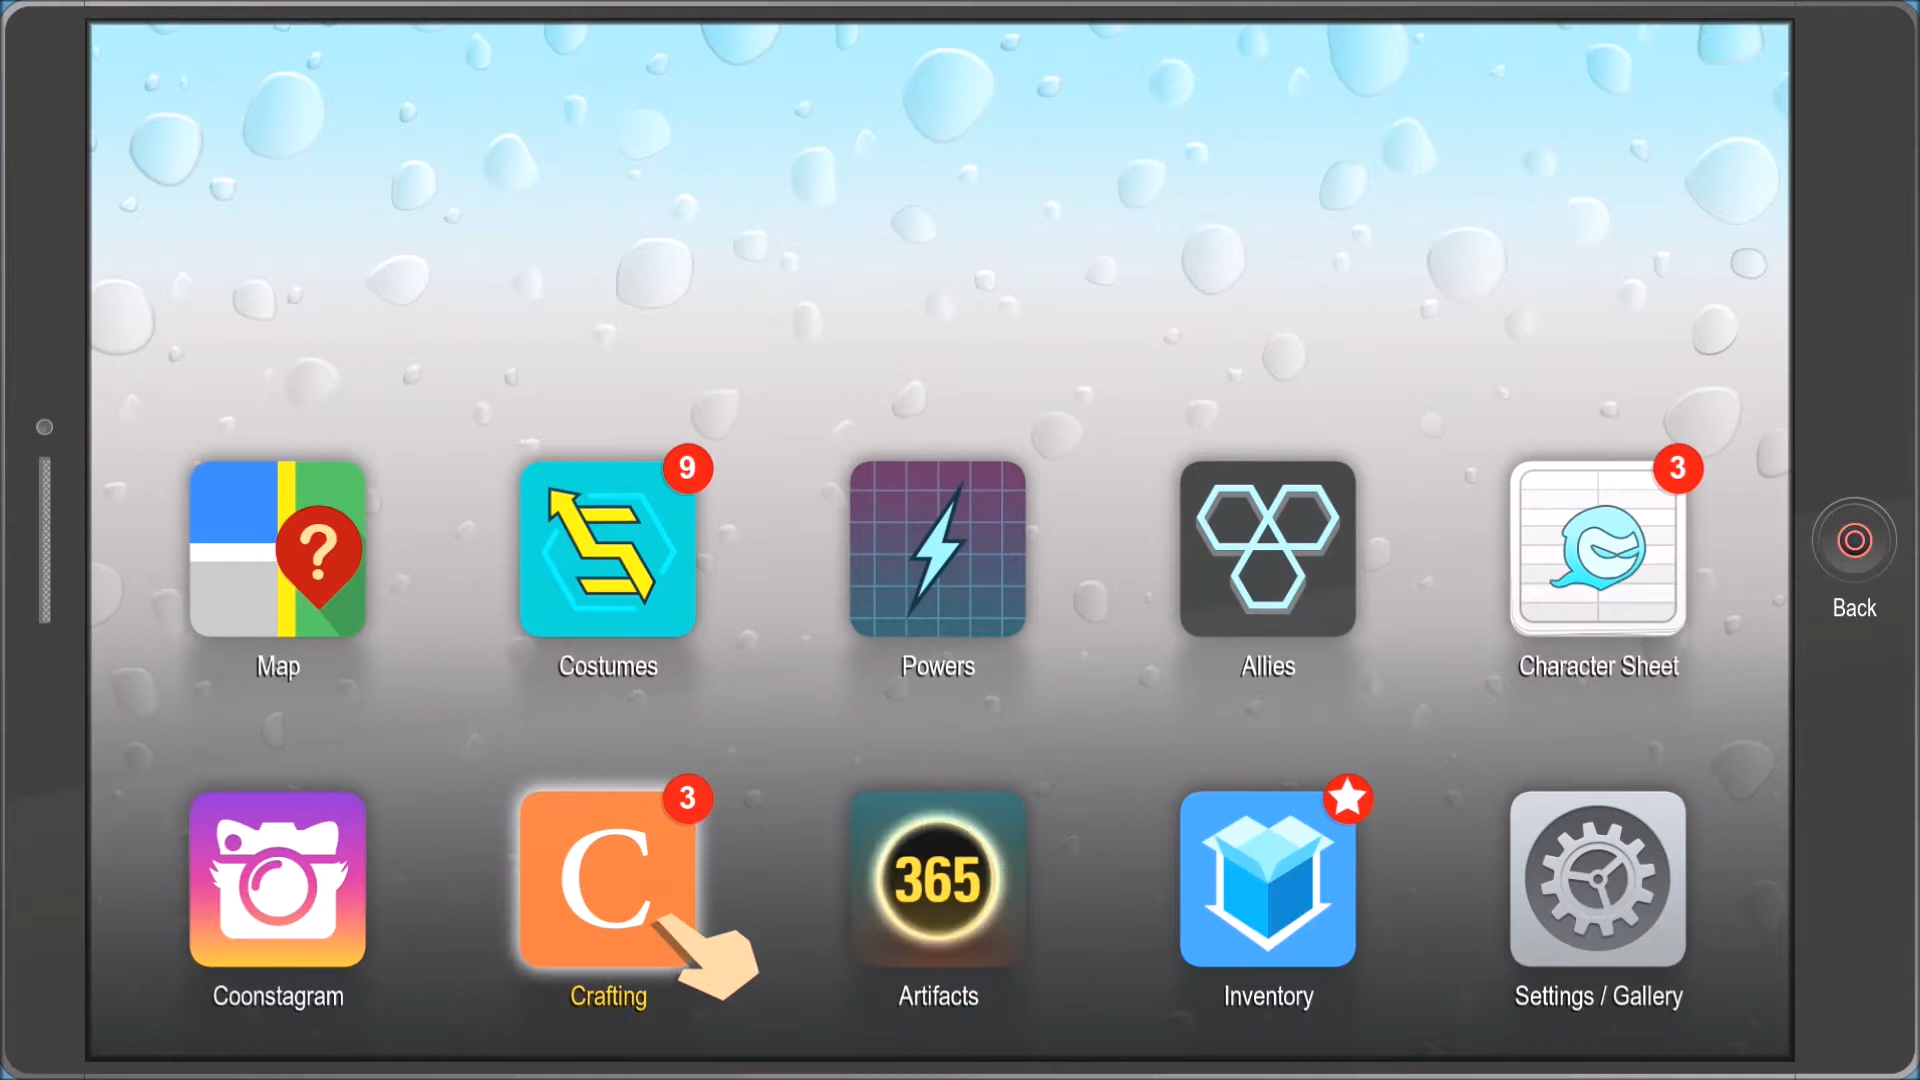 9
3
?
Map
Costumes
Powers
Allies
Character Sheet
Back
3
C
365
Coonstagram
Crafting
Artifacts
Inventory
Settings / Gallery